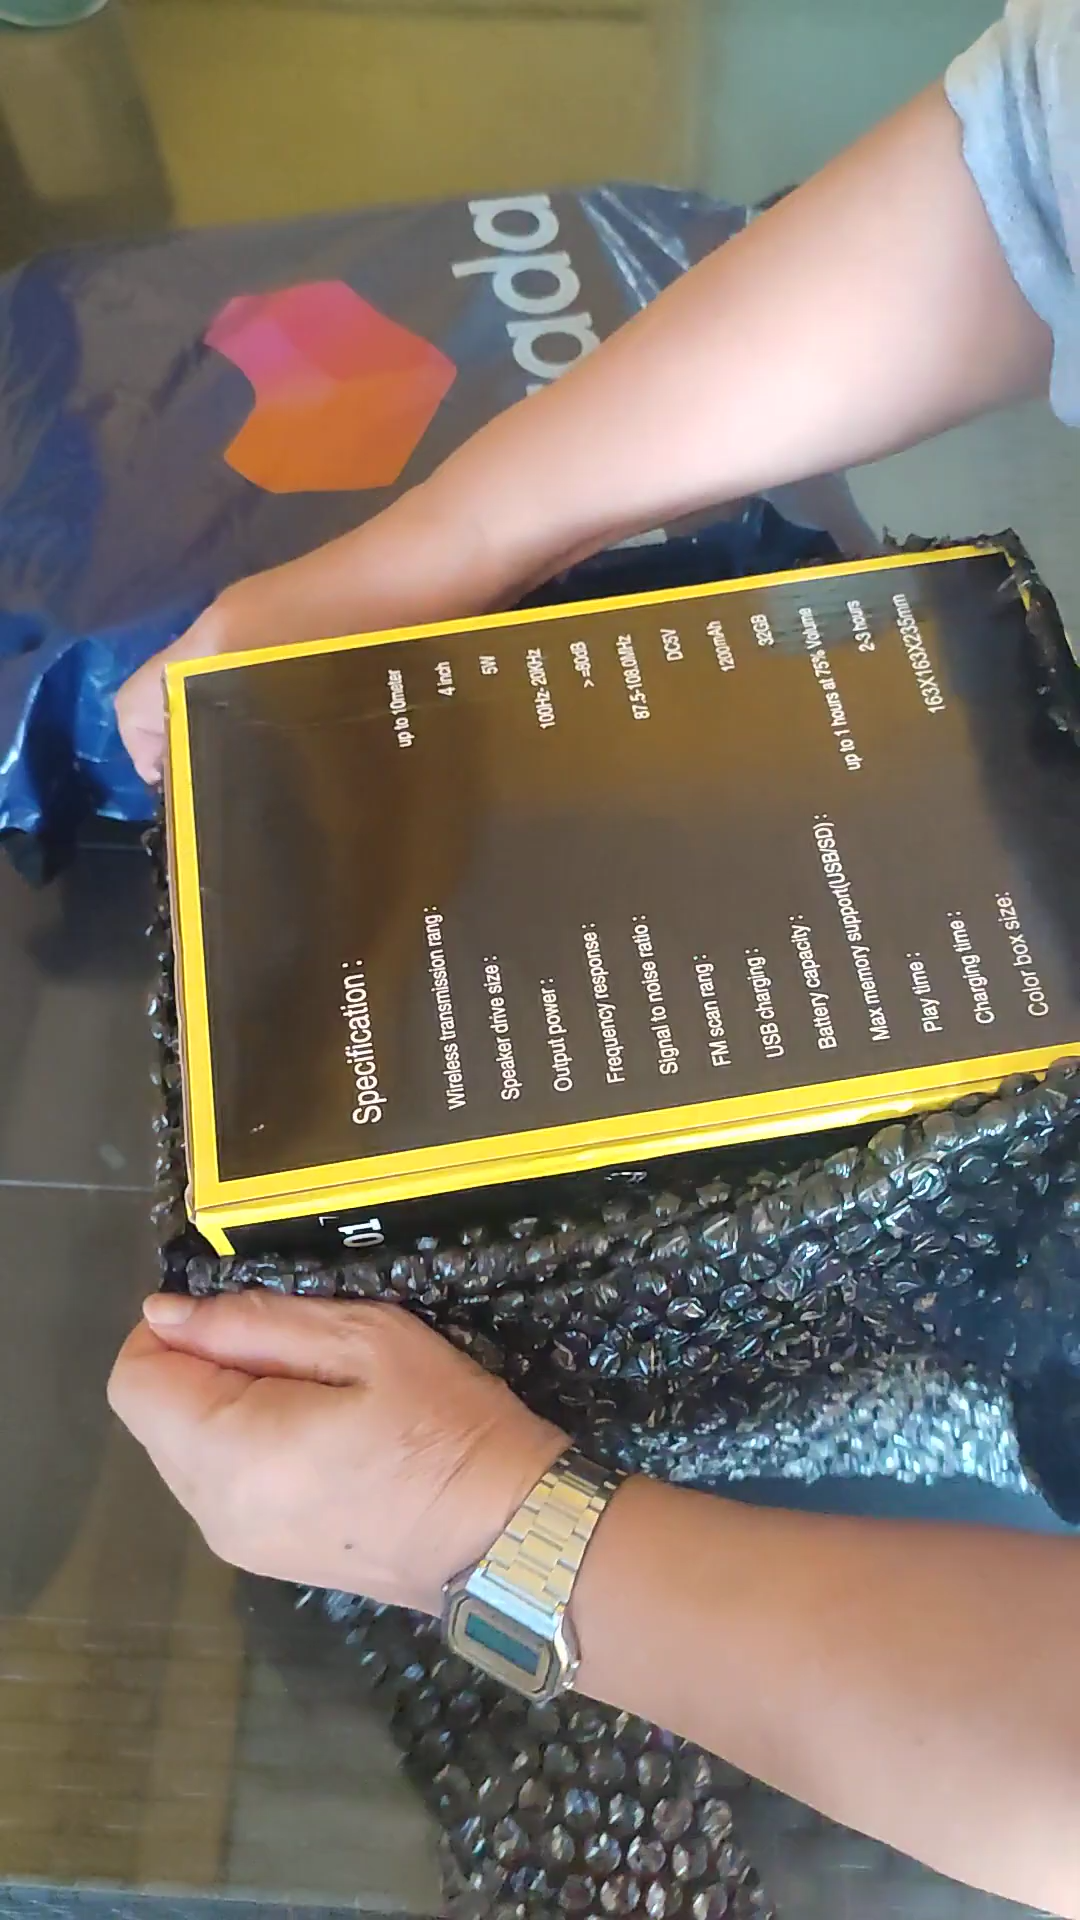 Specification :
Wireless transmission rang : up to 10meter
Speaker drive size : 4 inch
Output power : 5W
Frequency response : 100Hz-20KHz
Signal to noise ratio : > =80dB
FM scan rang : 87.5-108.0MHz
USB charging : DC5V
Battery capacity : 1200mAh
Max memory support(USB/SD) : 32GB
Play time : up to 1 hours at 75% Volume
Charging time : 2-3 hours
Color box size: 163X163X235mm
01